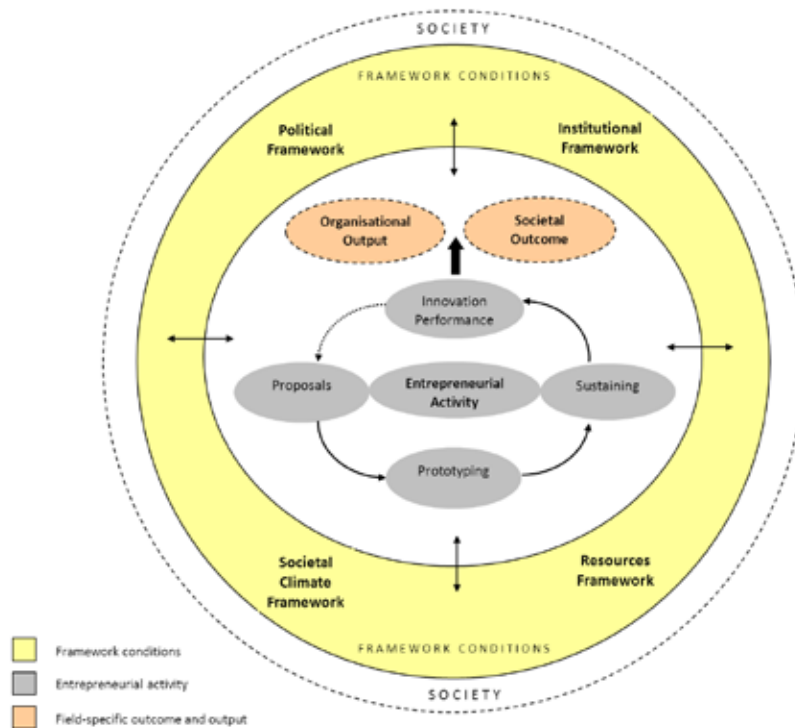 SOCIETY
FRAMEWORK CONDITIONS
Political
Framework
Institutional
Framework
Organisational
Output
Societal
Outcome
Innovation
Performance
Proposals
Entrepreneurial
Activity
Sustaining
Prototyping
Societal
Climate
Framework
Resources
Framework
FRAMEWORK CONDITIONS
SOCIETY
Framework conditions
Entrepreneurial activity
Field-specific outcome and output